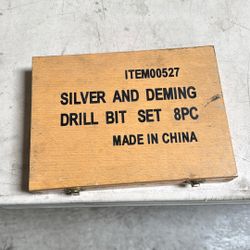 ITEM00527
SILVER AND DEMING
DRILL BIT SET 8PC
MADE IN CHINA